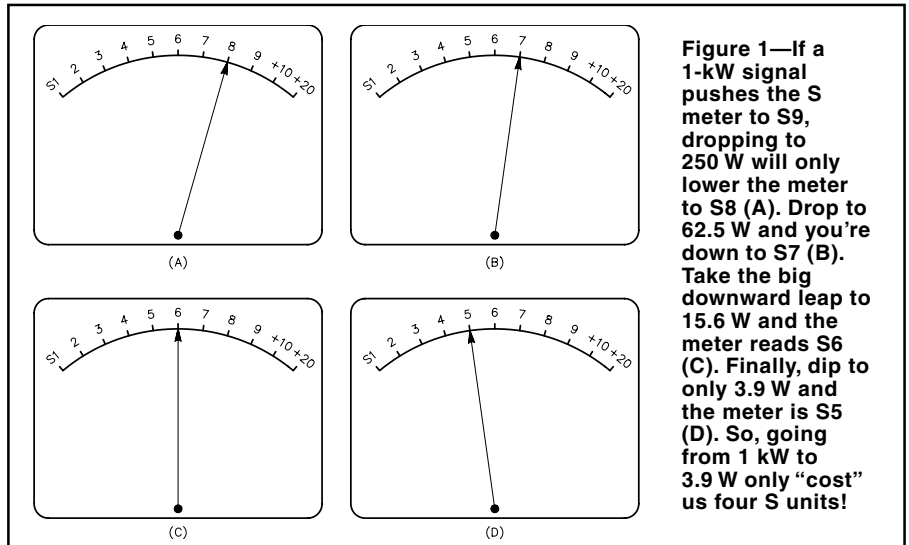 S1 2 3 4 5 6 7 8 9 +10 +20
(A)
S1 2 3 4 5 6 7 8 9 +10 +20
(B)
S1 2 3 4 5 6 7 8 9 +10 +20
(C)
S1 2 3 4 5 6 7 8 9 +10 +20
(D)
Figure 1—If a
1-kW signal
pushes the S
meter to S9,
dropping to
250 W will only
lower the meter
to S8 (A). Drop to
62.5 W and you're
down to S7 (B).
Take the big
downward leap to
15.6 W and the
meter reads S6
(C). Finally, dip to
only 3.9 W and
the meter is S5
(D). So, going
from 1 kW to
3.9 W only “cost”
us four S units!